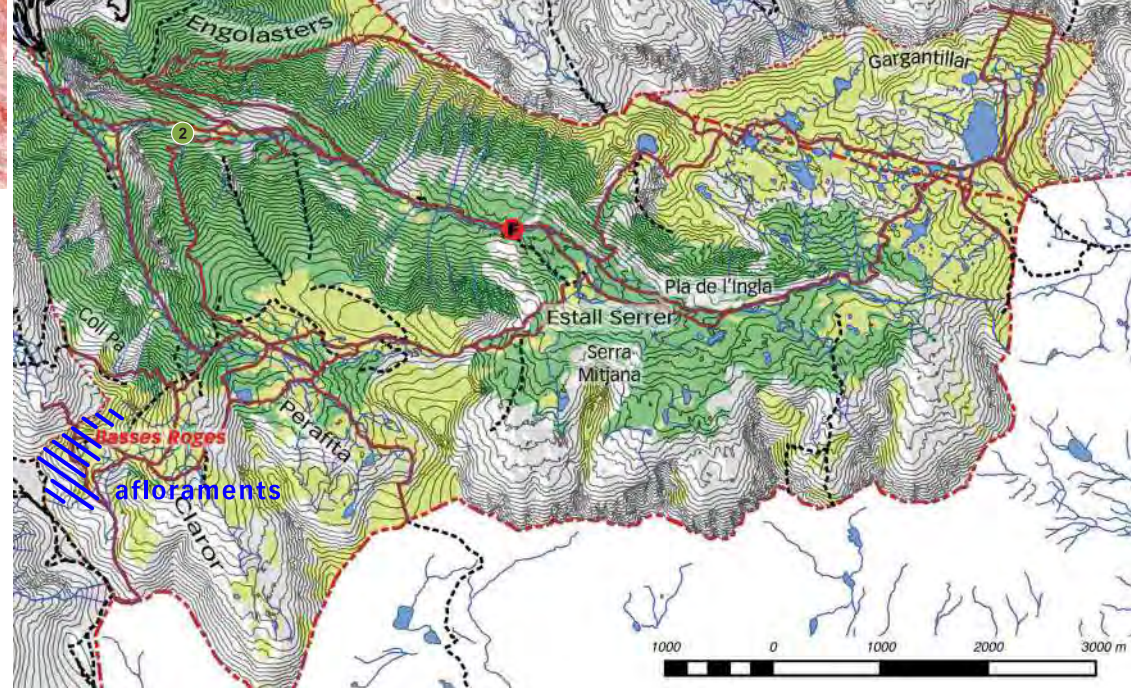 Engolasters
Gargantillar
2
F
Pla de l'Ingla
Estall Serrer
Serra
Mitjana
Coll Pa
Perafita
Basses Roges
afloraments
Claror
1000 0 1000 2000 3000 m